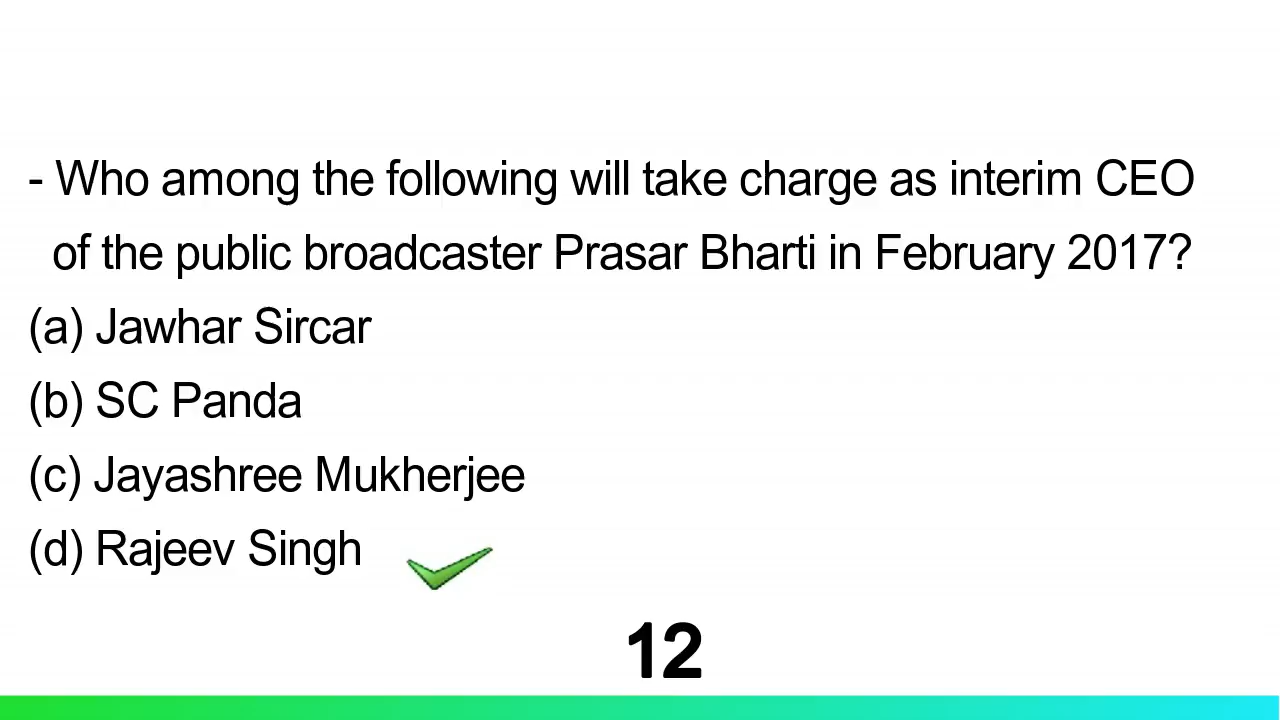 - Who among the following will take charge as interim CEO
of the public broadcaster Prasar Bharti in February 2017?
(a) Jawhar Sircar
(b) SC Panda
(c) Jayashree Mukherjee
(d) Rajeev Singh
12